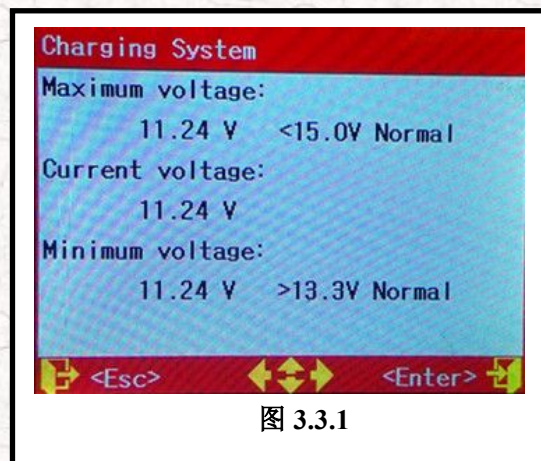 Charging System
Maximum voltage:
11.24 V <15.0V Normal
Current voltage:
11.24 V
Minimum voltage:
11.24 V >13.3V Normal
<Esc> <Enter>
图 3.3.1